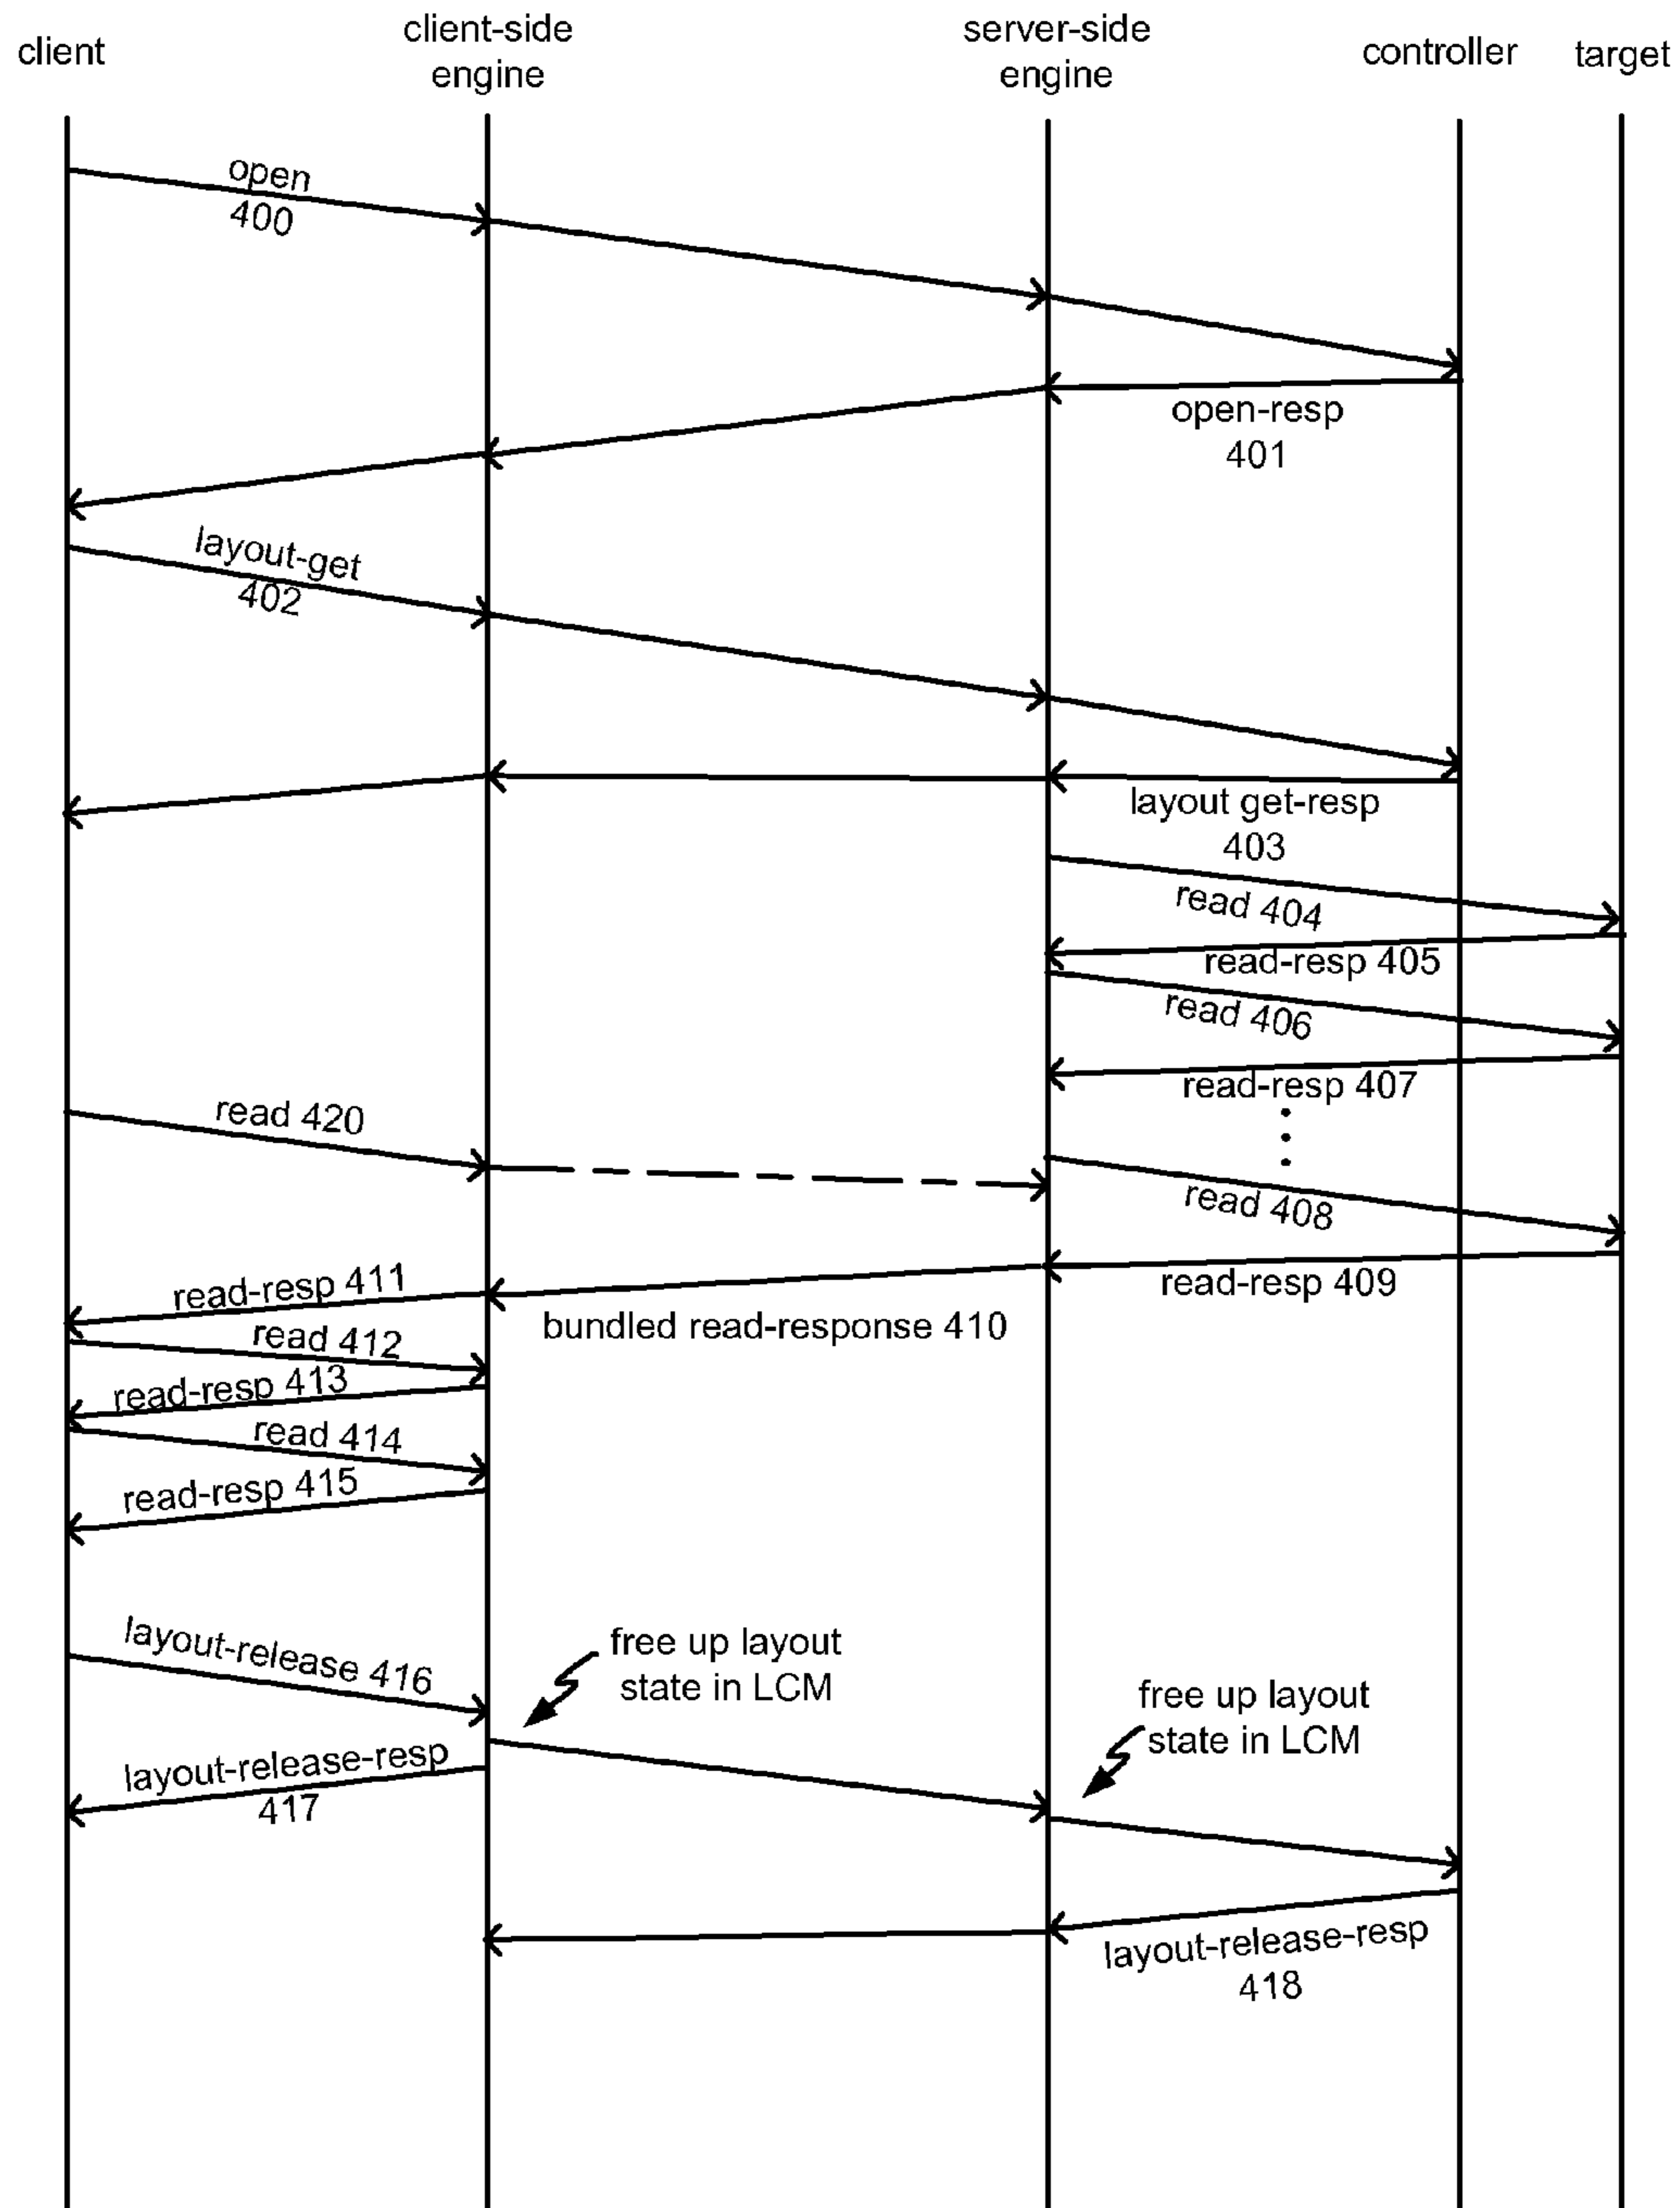 client
client-side
engine
server-side
engine
controller
target
open
400
open-resp
401
layout-get
402
layout get-resp
403
read 404
read-resp 405
read 406
read-resp 407
read 420
read 408
read-resp 409
read-resp 411
bundled read-response 410
read 412
read-resp 413
read 414
read-resp 415
layout-release 416
free up layout
state in LCM
free up layout
state in LCM
layout-release-resp
417
layout-release-resp
418